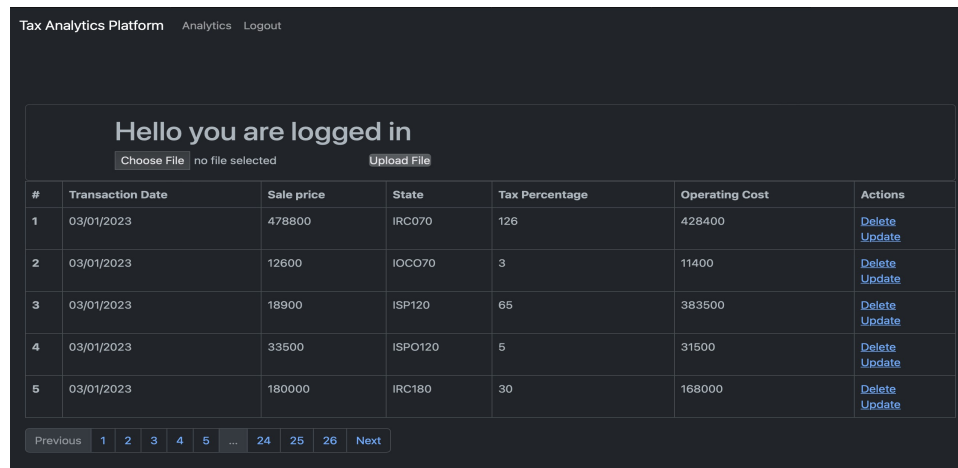 Tax Analytics Platform Analytics Logout
Hello you are logged in
Choose File no file selected Upload File
# Transaction Date Sale price State Tax Percentage Operating Cost Actions
1 03/01/2023 478800 IRC070 126 428400 Delete
Update
2 03/01/2023 12600 IOCO70 3 11400 Delete
Update
3 03/01/2023 18900 ISP120 65 383500 Delete
Update
4 03/01/2023 33500 ISPO120 5 31500 Delete
Update
5 03/01/2023 180000 IRC180 30 168000 Delete
Update
Previous 1 2 3 4 5 ... 24 25 26 Next